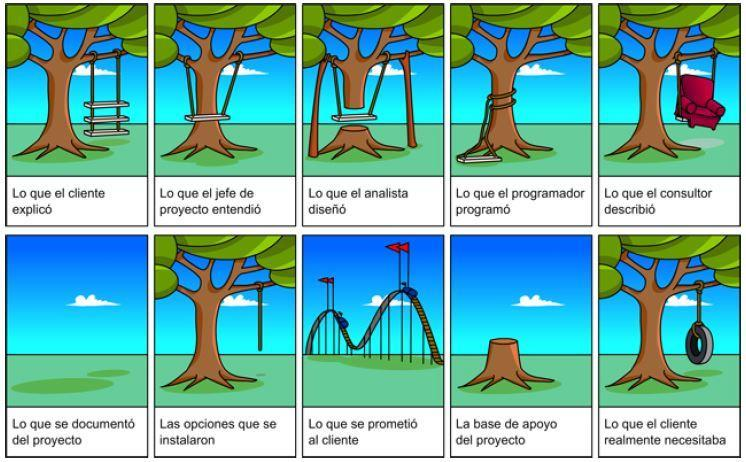 Lo que el cliente
explicó
Lo que el jefe de
proyecto entendió
Lo que el analista
diseñó
Lo que el programador
programó
Lo que el consultor
describió
Lo que se documentó
del proyecto
Las opciones que se
instalaron
Lo que se prometió
al cliente
La base de apoyo
del proyecto
Lo que el cliente
realmente necesitaba